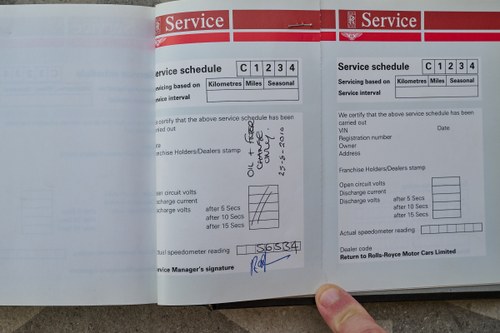 Service
ervice schedule
C 1 2 3 4
ervicing based on
Kilometres Miles Seasonal
ervice interval
e certify that the above service schedule has been
arried out
OIL + FILTER
CHANGE
ONLY.
25-8-2010
ranchise Holders/Dealers stamp
pen circuit volts
ischarge current
ischarge volts
after 5 Secs
after 10 Secs
after 15 Secs
ctual speedometer reading
56534
ervice Manager's signature
Service
Service schedule
C 1 2 3 4
Servicing based on
Kilometres Miles Seasonal
Service interval
We certify that the above service schedule has been
carried out
VIN
Date
Registration number
Owner
Address
Franchise Holders/Dealers stamp
Open circuit volts
Discharge current
Discharge volts
after 5 Secs
after 10 Secs
after 15 Secs
Actual speedometer reading
Dealer code
Return to Rolls-Royce Motor Cars Limited